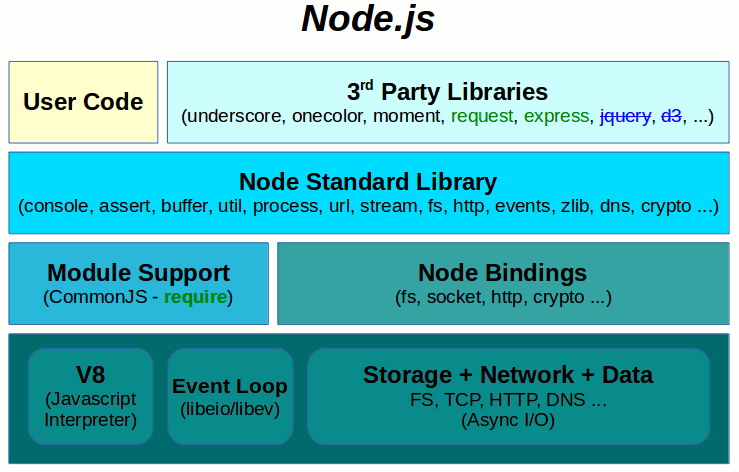 Node.js
User Code
3rd Party Libraries
(underscore, onecolor, moment, request, express, jquery, d3, ...)
Node Standard Library
(console, assert, buffer, util, process, url, stream, fs, http, events, zlib, dns, crypto ...)
Module Support
(CommonJS - require)
Node Bindings
(fs, socket, http, crypto ...)
V8
(Javascript
Interpreter)
Event Loop
(libeio/libev)
Storage + Network + Data
FS, TCP, HTTP, DNS ...
(Async I/O)